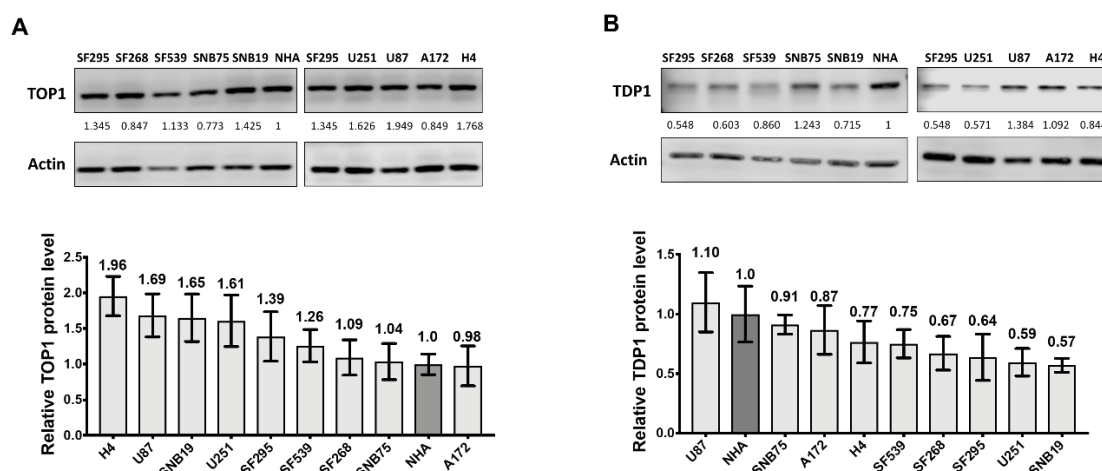 A
SF295 SF268 SF539 SNB75 SNB19 NHA SF295 U251 U87 A172 H4
TOP1
1.345 0.847 1.133 0.773 1.425 1 1.345 1.626 1.949 0.849 1.768
Actin
Relative TOP1 protein level
2.5
2.0
1.5
1.0
0.5
0.0
1.96 1.69 1.65 1.61 1.39 1.26 1.09 1.04 1.0 0.98
H4 U87 SNB19 U251 SF295 SF539 SF268 SNB75 NHA A172
B
SF295 SF268 SF539 SNB75 SNB19 NHA SF295 U251 U87 A172 H4
TDP1
0.548 0.603 0.860 1.243 0.715 1 0.548 0.571 1.384 1.092 0.844
Actin
Relative TDP1 protein level
1.5
1.0
0.5
0.0
1.10 1.0 0.91 0.87 0.77 0.75 0.67 0.64 0.59 0.57
U87 NHA SNB75 A172 H4 SF539 SF268 SF295 U251 SNB19